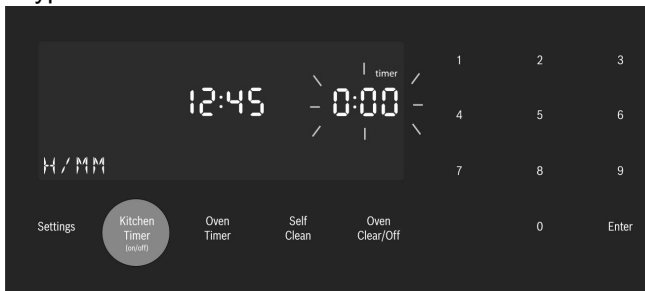 timer
12:45 0:00
H/MM
1 2 3
4 5 6
7 8 9
0 Enter
Settings
Kitchen
Timer
(on/off)
Oven
Timer
Self
Clean
Oven
Clear/Off